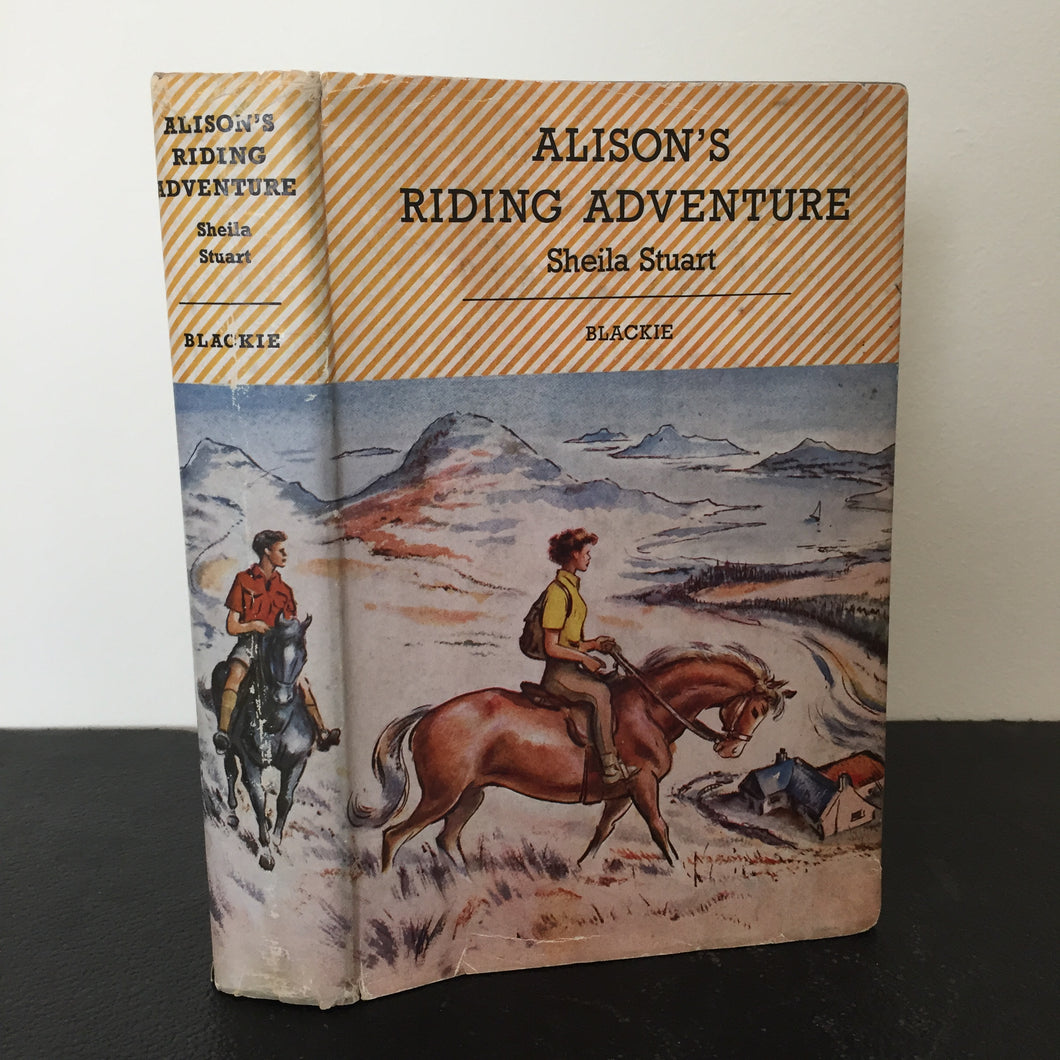 ALISON'S
RIDING
ADVENTURE
Sheila
Stuart
BLACKIE
ALISON'S
RIDING ADVENTURE
Sheila Stuart
BLACKIE